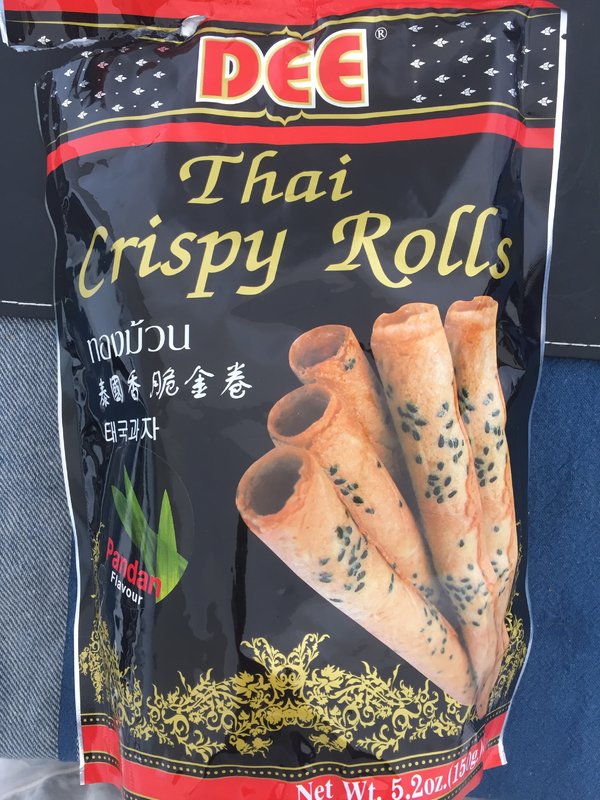 DEE®
Thai
Crispy Rolls
ทองม้วน
泰國香脆金卷
태국과자
Pandan
Flavour
Net Wt. 5.2oz.(150g